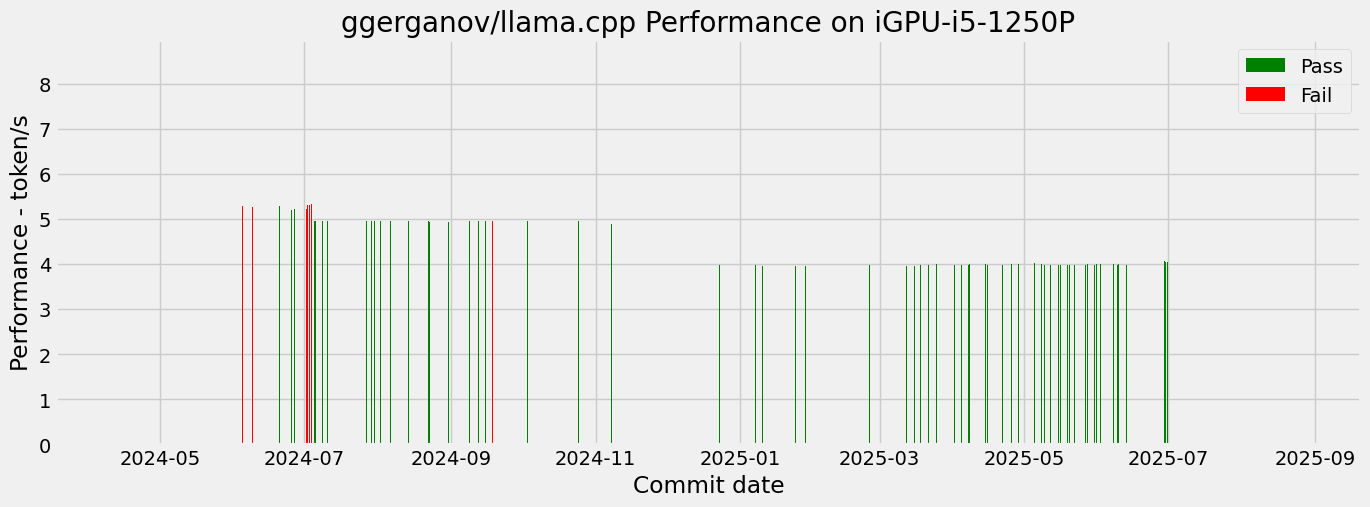 ggerganov/llama.cpp Performance on iGPU-i5-1250P
Pass
Fail
Performance - token/s
8
7
6
5
4
3
2
1
0
2024-05 2024-07 2024-09 2024-11 2025-01 2025-03 2025-05 2025-07 2025-09
Commit date